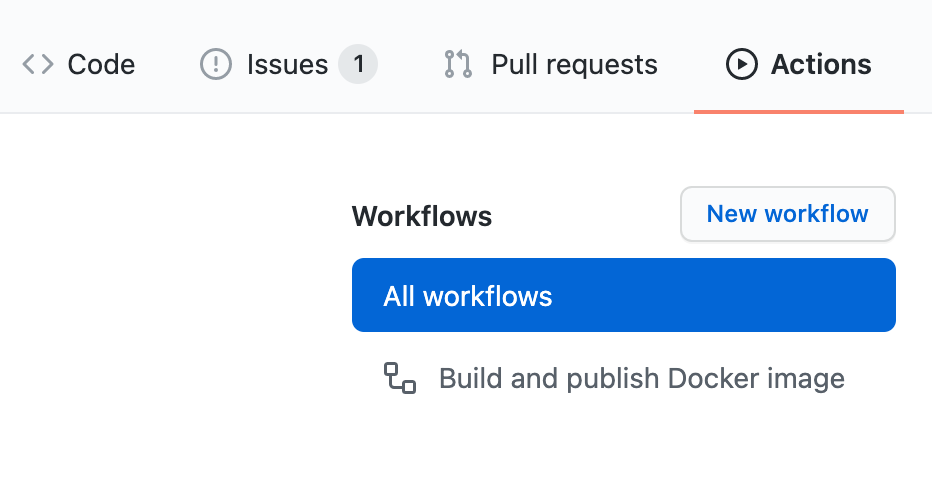 Code Issues 1 Pull requests Actions
Workflows New workflow
All workflows
Build and publish Docker image